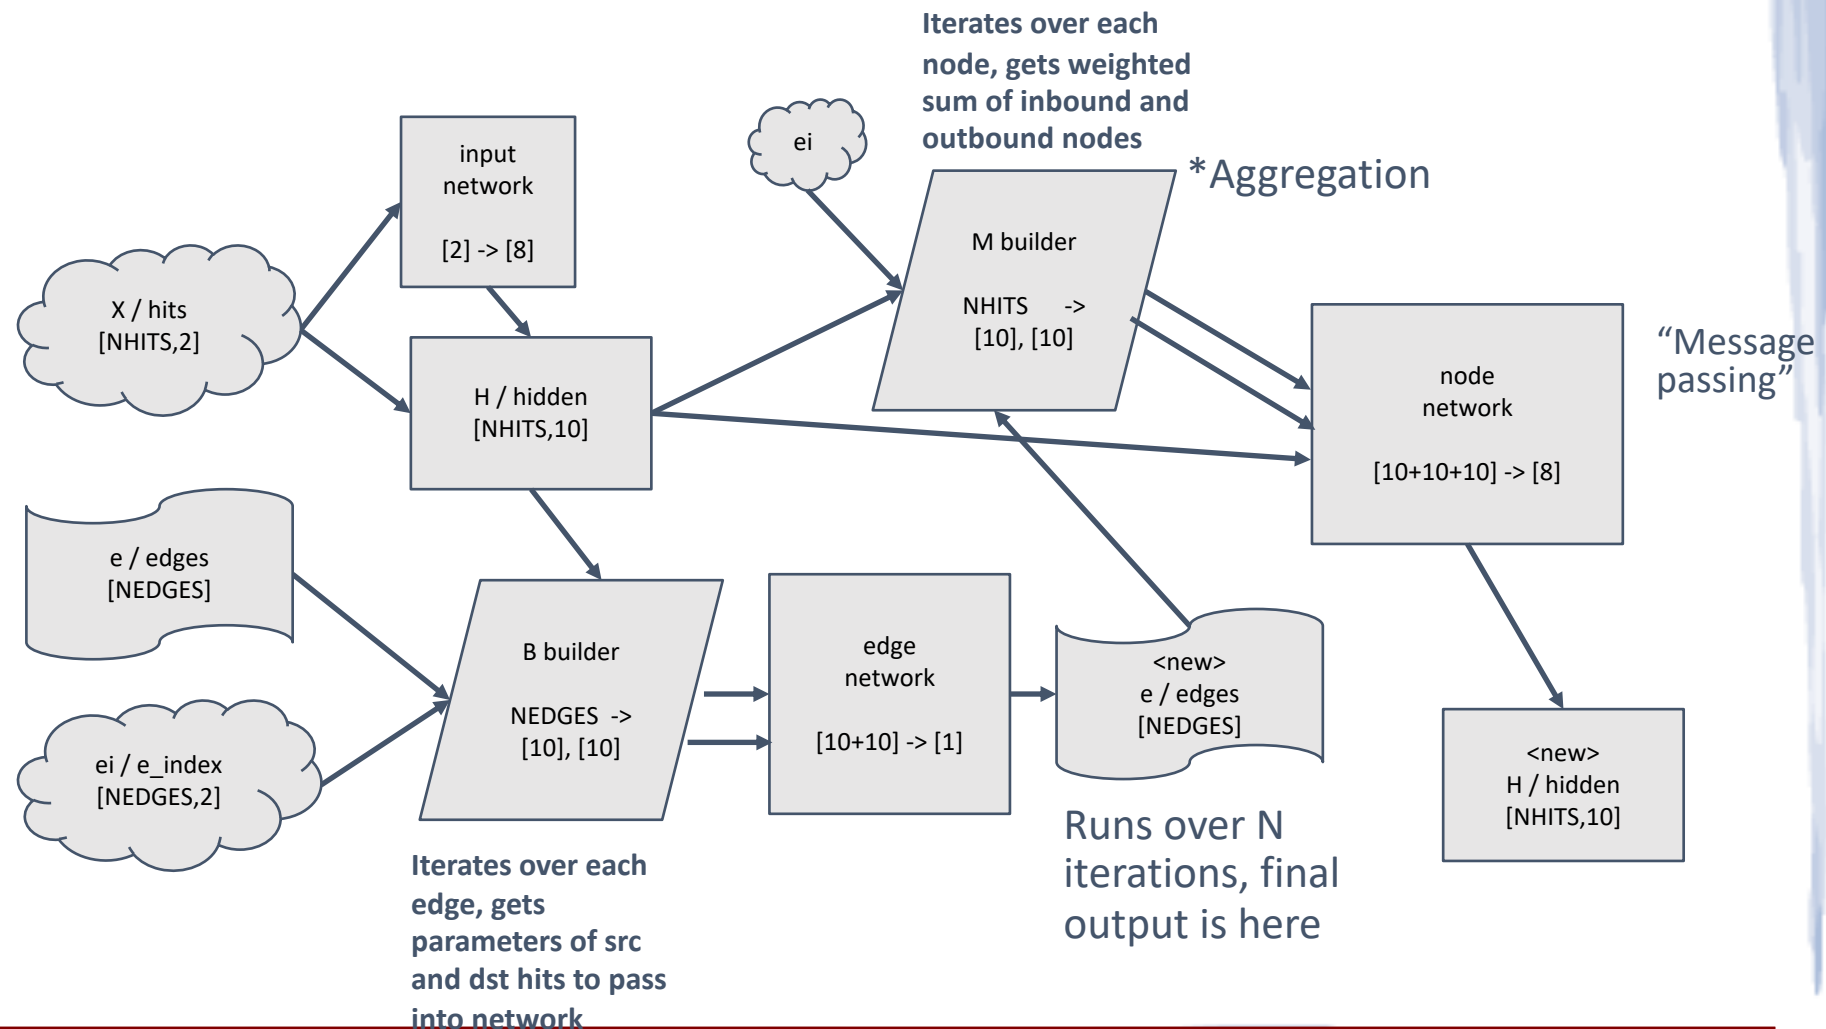 Iterates over each
node, gets weighted
sum of inbound and
outbound nodes
*Aggregation
ei
input
network
[2] -> [8]
M builder
NHITS ->
[10], [10]
X / hits
[NHITS,2]
H / hidden
[NHITS,10]
node
network
[10+10+10] -> [8]
“Message
passing”
e / edges
[NEDGES]
B builder
NEDGES ->
[10], [10]
edge
network
[10+10] -> [1]
<new>
e / edges
[NEDGES]
ei / e_index
[NEDGES,2]
<new>
H / hidden
[NHITS,10]
Runs over N
iterations, final
output is here
Iterates over each
edge, gets
parameters of src
and dst hits to pass
into network